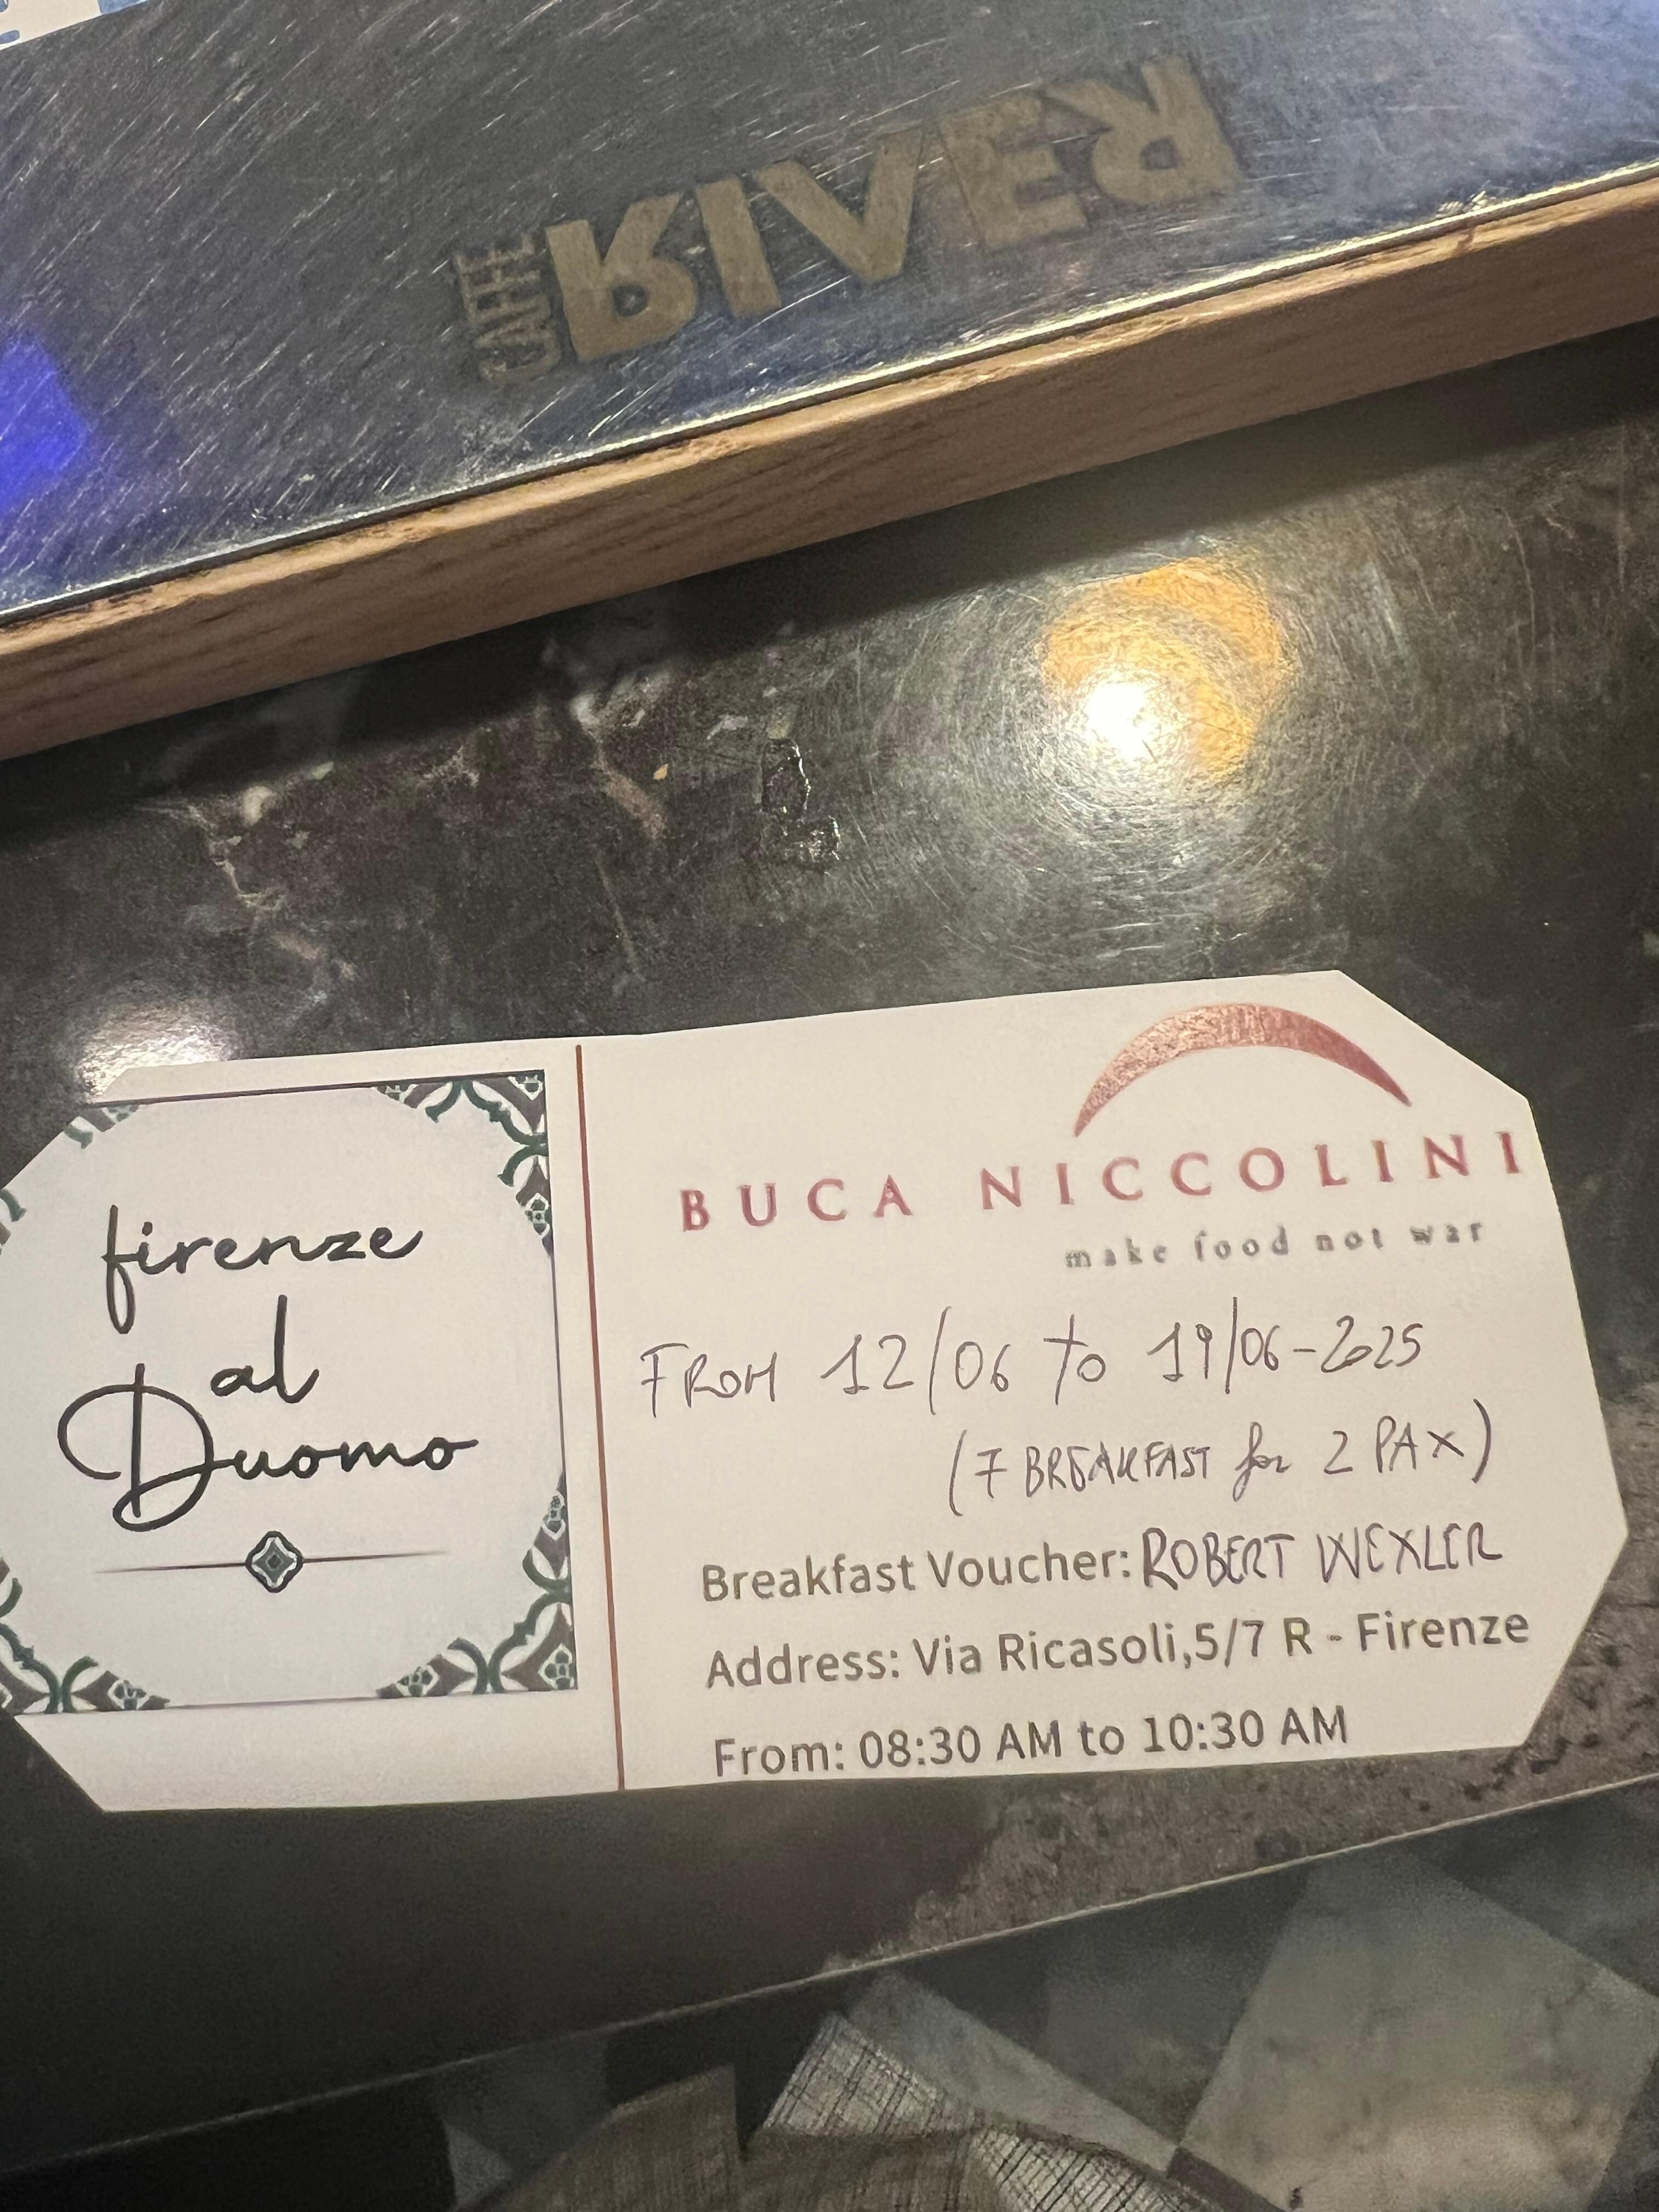 CAFFE
RIVER
firenze
al
Duomo
BUCA NICCOLINI
make food not war
FROM 12/06 to 19/06-2025
(7 BREAKFAST for 2 PAX)
Breakfast Voucher: ROBERT WEXLER
Address: Via Ricasoli,5/7 R - Firenze
From: 08:30 AM to 10:30 AM